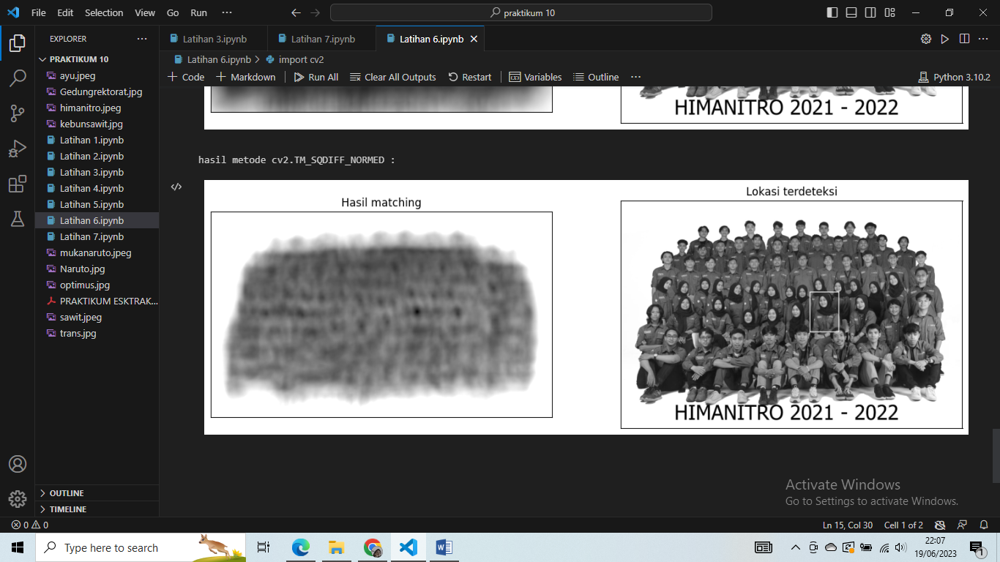 File Edit Selection View Go Run ··· praktikum 10
EXPLORER ···
PRAKTIKUM 10
ayu.jpeg
Gedungrektorat.jpg
himanitro.jpeg
kebunsawit.jpg
Latihan 1.ipynb
Latihan 2.ipynb
Latihan 3.ipynb
Latihan 4.ipynb
Latihan 5.ipynb
Latihan 6.ipynb
Latihan 7.ipynb
mukanaruto.jpeg
Naruto.jpg
optimus.jpg
PRAKTIKUM ESKTRAK...
sawit.jpeg
trans.jpg
OUTLINE
TIMELINE
Latihan 3.ipynb Latihan 7.ipynb Latihan 6.ipynb
Latihan 6.ipynb > import cv2
Code Markdown Run All Clear All Outputs Restart Variables Outline ··· Python 3.10.2
HIMANITRO 2021 - 2022
hasil metode cv2.TM_SQDIFF_NORMED :
Hasil matching
Lokasi terdeteksi
HIMANITRO 2021 - 2022
Activate Windows
Go to Settings to activate Windows.
0 0 Ln 15, Col 30 Cell 1 of 2
Type here to search
22:07
19/06/2023
1